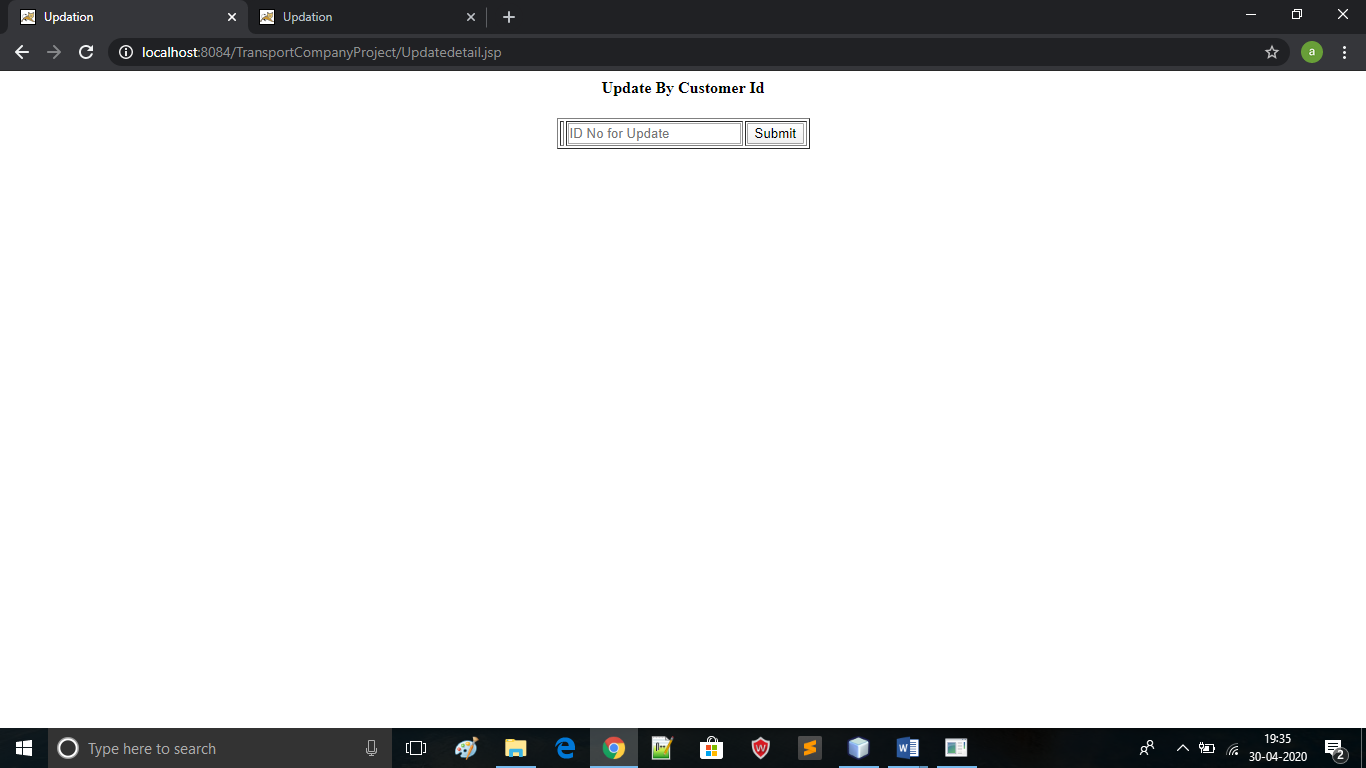 Updation
Updation
localhost:8084/TransportCompanyProject/Updatedetail.jsp
a
Update By Customer Id
ID No for Update
Submit
Type here to search
W
W
19:35
30-04-2020
2